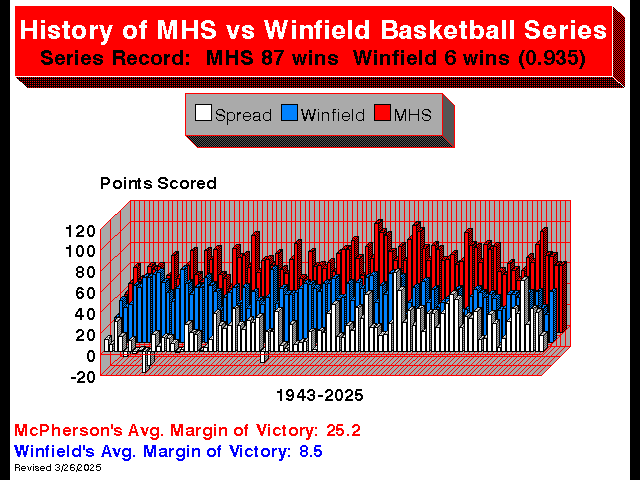 History of MHS vs Winfield Basketball Series
Series Record:  MHS 87 wins  Winfield 6 wins (0.935)
Spread Winfield MHS
Points Scored
120
100
80
60
40
20
0
-20
1943-2025
McPherson's Avg. Margin of Victory: 25.2
Winfield's Avg. Margin of Victory: 8.5
Revised 3/26/2025